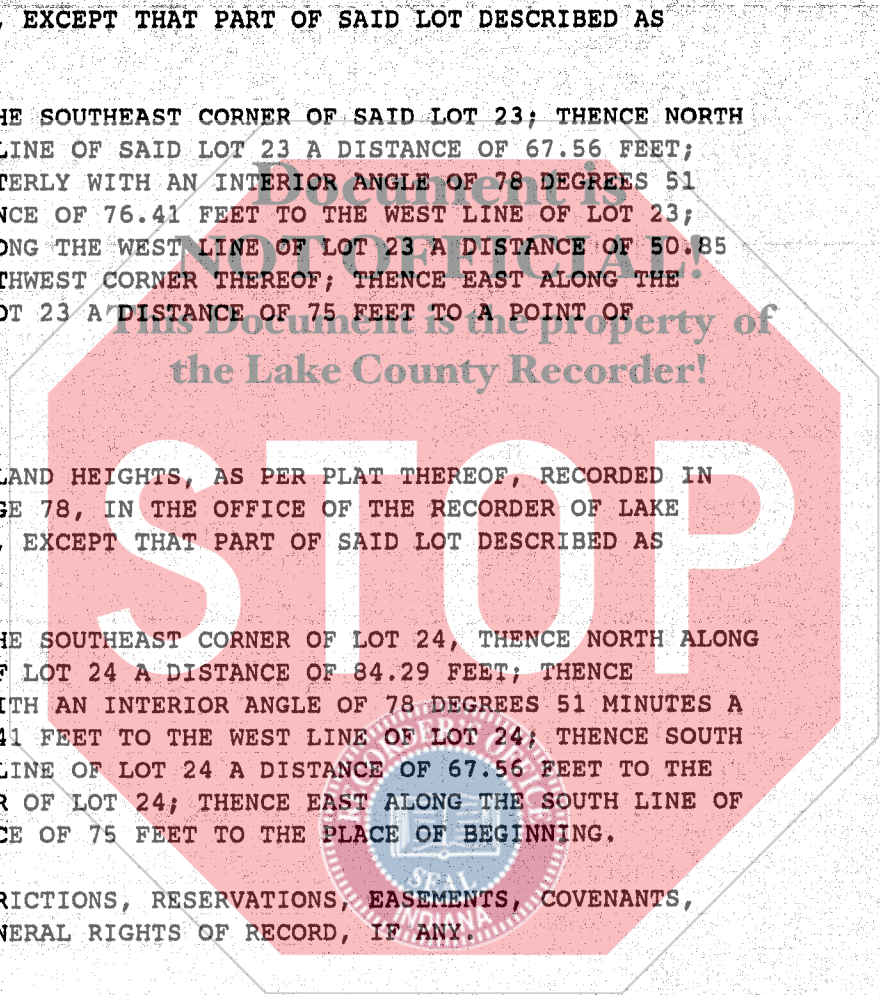 , EXCEPT THAT PART OF SAID LOT DESCRIBED AS
HE SOUTHEAST CORNER OF SAID LOT 23; THENCE NORTH
LINE OF SAID LOT 23 A DISTANCE OF 67.56 FEET;
TERLY WITH AN INTERIOR ANGLE OF 78 DEGREES 51
NCE OF 76.41 FEET TO THE WEST LINE OF LOT 23;
ONG THE WEST LINE OF LOT 23 A DISTANCE OF 50.85
THWEST CORNER THEREOF; THENCE EAST ALONG THE
OT 23 A DISTANCE OF 75 FEET TO A POINT OF
Document is
NOT OFFICIAL!
This Document is the property of
the Lake County Recorder!
STOP
LAND HEIGHTS, AS PER PLAT THEREOF, RECORDED IN
GE 78, IN THE OFFICE OF THE RECORDER OF LAKE
, EXCEPT THAT PART OF SAID LOT DESCRIBED AS
HE SOUTHEAST CORNER OF LOT 24, THENCE NORTH ALONG
F LOT 24 A DISTANCE OF 84.29 FEET; THENCE
ITH AN INTERIOR ANGLE OF 78 DEGREES 51 MINUTES A
41 FEET TO THE WEST LINE OF LOT 24; THENCE SOUTH
LINE OF LOT 24 A DISTANCE OF 67.56 FEET TO THE
R OF LOT 24; THENCE EAST ALONG THE SOUTH LINE OF
CE OF 75 FEET TO THE PLACE OF BEGINNING.
RICTIONS, RESERVATIONS, EASEMENTS, COVENANTS,
NERAL RIGHTS OF RECORD, IF ANY.
RECORDER'S OFFICE
SEAL
INDIANA